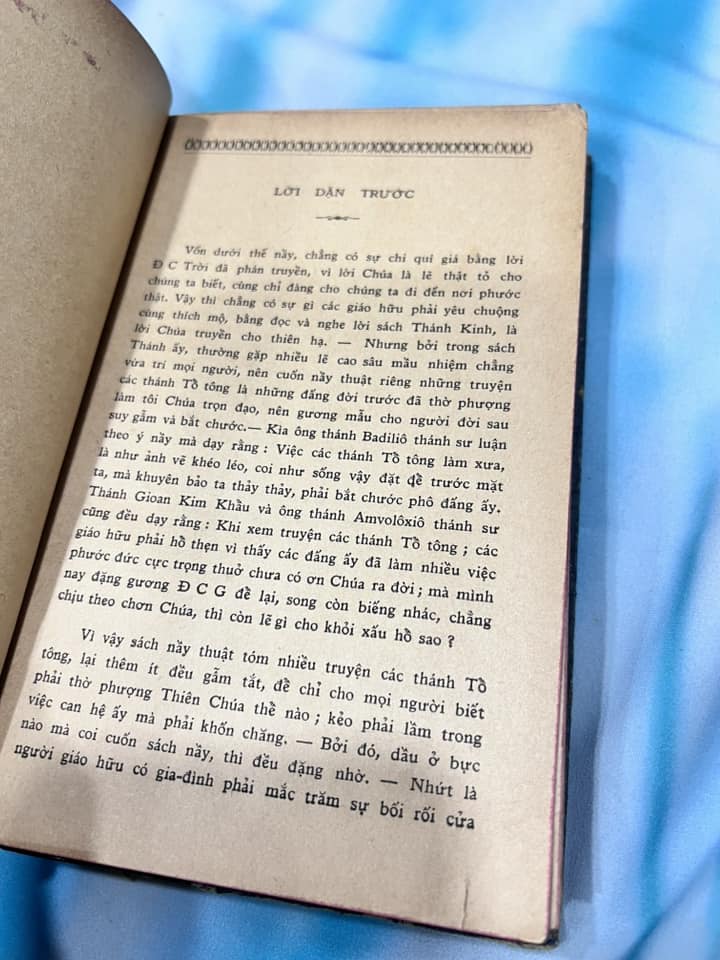 LỜI DẶN TRƯỚC
Vốn dưới thế nầy, chẳng có sự chi quí giá bằng lời
Đ C Trời đã phán truyền, vì lời Chúa là lẽ thật tỏ cho
chúng ta biết, cùng chỉ đàng cho chúng ta đi đến nơi phước
thật. Vậy thì chẳng có sự gì các giáo hữu phải yêu chuộng
cùng thích mộ, bằng đọc và nghe lời sách Thánh Kinh, là
lời Chúa truyền cho thiên hạ. — Nhưng bởi trong sách
Thánh ấy, thường gặp nhiều lẽ cao sâu mầu nhiệm chẳng
vừa trí mọi người, nên cuốn nầy thuật riêng những truyện
các thánh Tổ tông là những đấng đời trước đã thờ phượng
làm tôi Chúa trọn đạo, nên gương mẫu cho người đời sau
suy gẫm và bắt chước.— Kìa ông thánh Badiliô thánh sư luận
theo ý nầy mà dạy rằng : Việc các thánh Tổ tông làm xưa,
là như ảnh vẽ khéo léo, coi như sống vậy đặt để trước mặt
ta, mà khuyên bảo ta thảy thảy, phải bắt chước phô đấng ấy.
Thánh Gioan Kim Khẩu và ông thánh Amvolôxiô thánh sư
cũng đều dạy rằng : Khi xem truyện các thánh Tổ tông ; các
giáo hữu phải hổ thẹn vì thấy các đấng ấy đã làm nhiều việc
phước đức cực trọng thuở chưa có ơn Chúa ra đời ; mà mình
nay đặng gương Đ C G để lại, song còn biếng nhác, chẳng
chịu theo chơn Chúa, thì còn lẽ gì cho khỏi xấu hổ sao ?
Vì vậy sách nầy thuật tóm nhiều truyện các thánh Tổ
tông, lại thêm ít đều gẫm tắt, để chỉ cho mọi người biết
phải thờ phượng Thiên Chúa thể nào ; kẻo phải lầm trong
việc can hệ ấy mà phải khốn chăng. — Bởi đó, dầu ở bực
nào mà coi cuốn sách nầy, thì đều đặng nhờ. — Nhứt là
người giáo hữu có gia-đình phải mắc trăm sự bối rối cửa